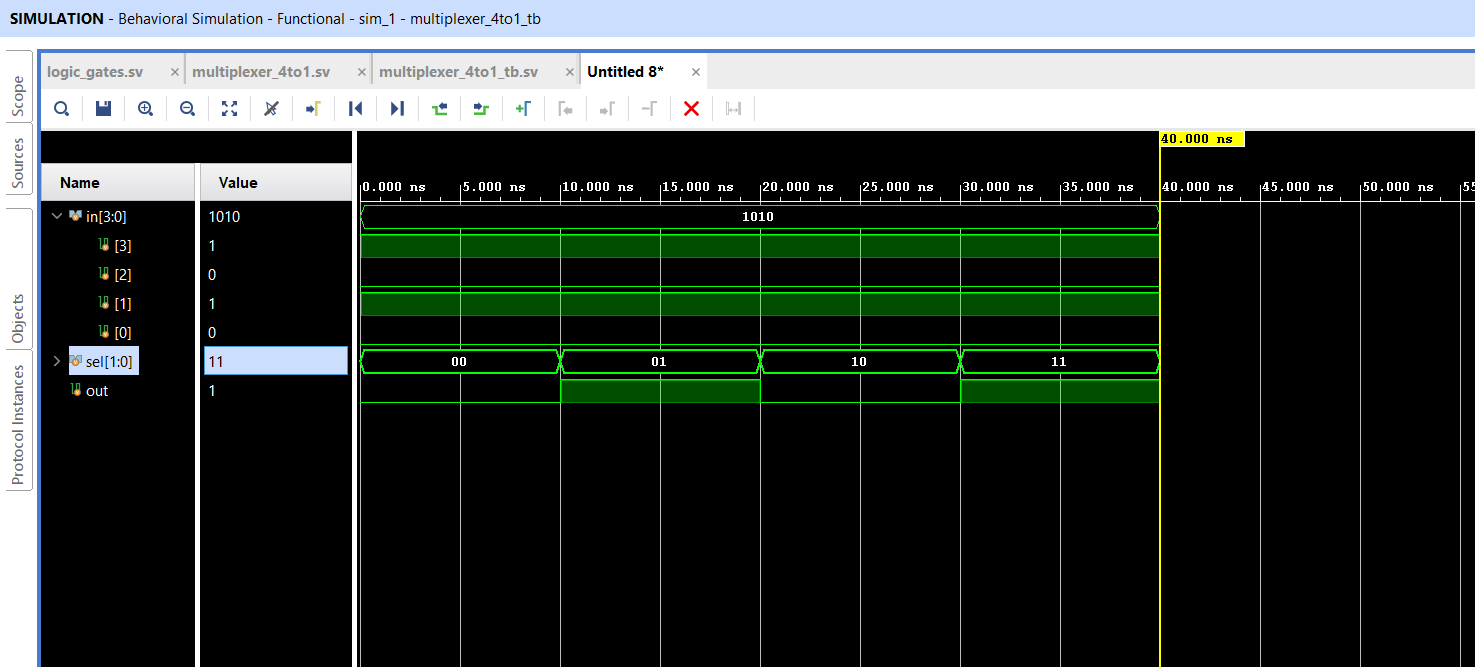 SIMULATION - Behavioral Simulation - Functional - sim_1 - multiplexer_4to1_tb
Scope
Sources
Objects
Protocol Instances
logic_gates.sv × multiplexer_4to1.sv × multiplexer_4to1_tb.sv × Untitled 8* ×
40.000 ns
Name Value
0.000 ns 5.000 ns 10.000 ns 15.000 ns 20.000 ns 25.000 ns 30.000 ns 35.000 ns 40.000 ns 45.000 ns 50.000 ns 55
in[3:0] 1010 1010
[3] 1
[2] 0
[1] 1
[0] 0
sel[1:0] 11 00 01 10 11
out 1